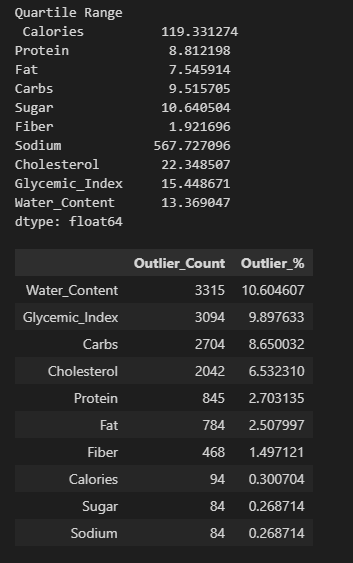 Quartile Range
Calories 119.331274
Protein 8.812198
Fat 7.545914
Carbs 9.515705
Sugar 10.640504
Fiber 1.921696
Sodium 567.727096
Cholesterol 22.348507
Glycemic_Index 15.448671
Water_Content 13.369047
dtype: float64
Outlier_Count Outlier_%
Water_Content 3315 10.604607
Glycemic_Index 3094 9.897633
Carbs 2704 8.650032
Cholesterol 2042 6.532310
Protein 845 2.703135
Fat 784 2.507997
Fiber 468 1.497121
Calories 94 0.300704
Sugar 84 0.268714
Sodium 84 0.268714